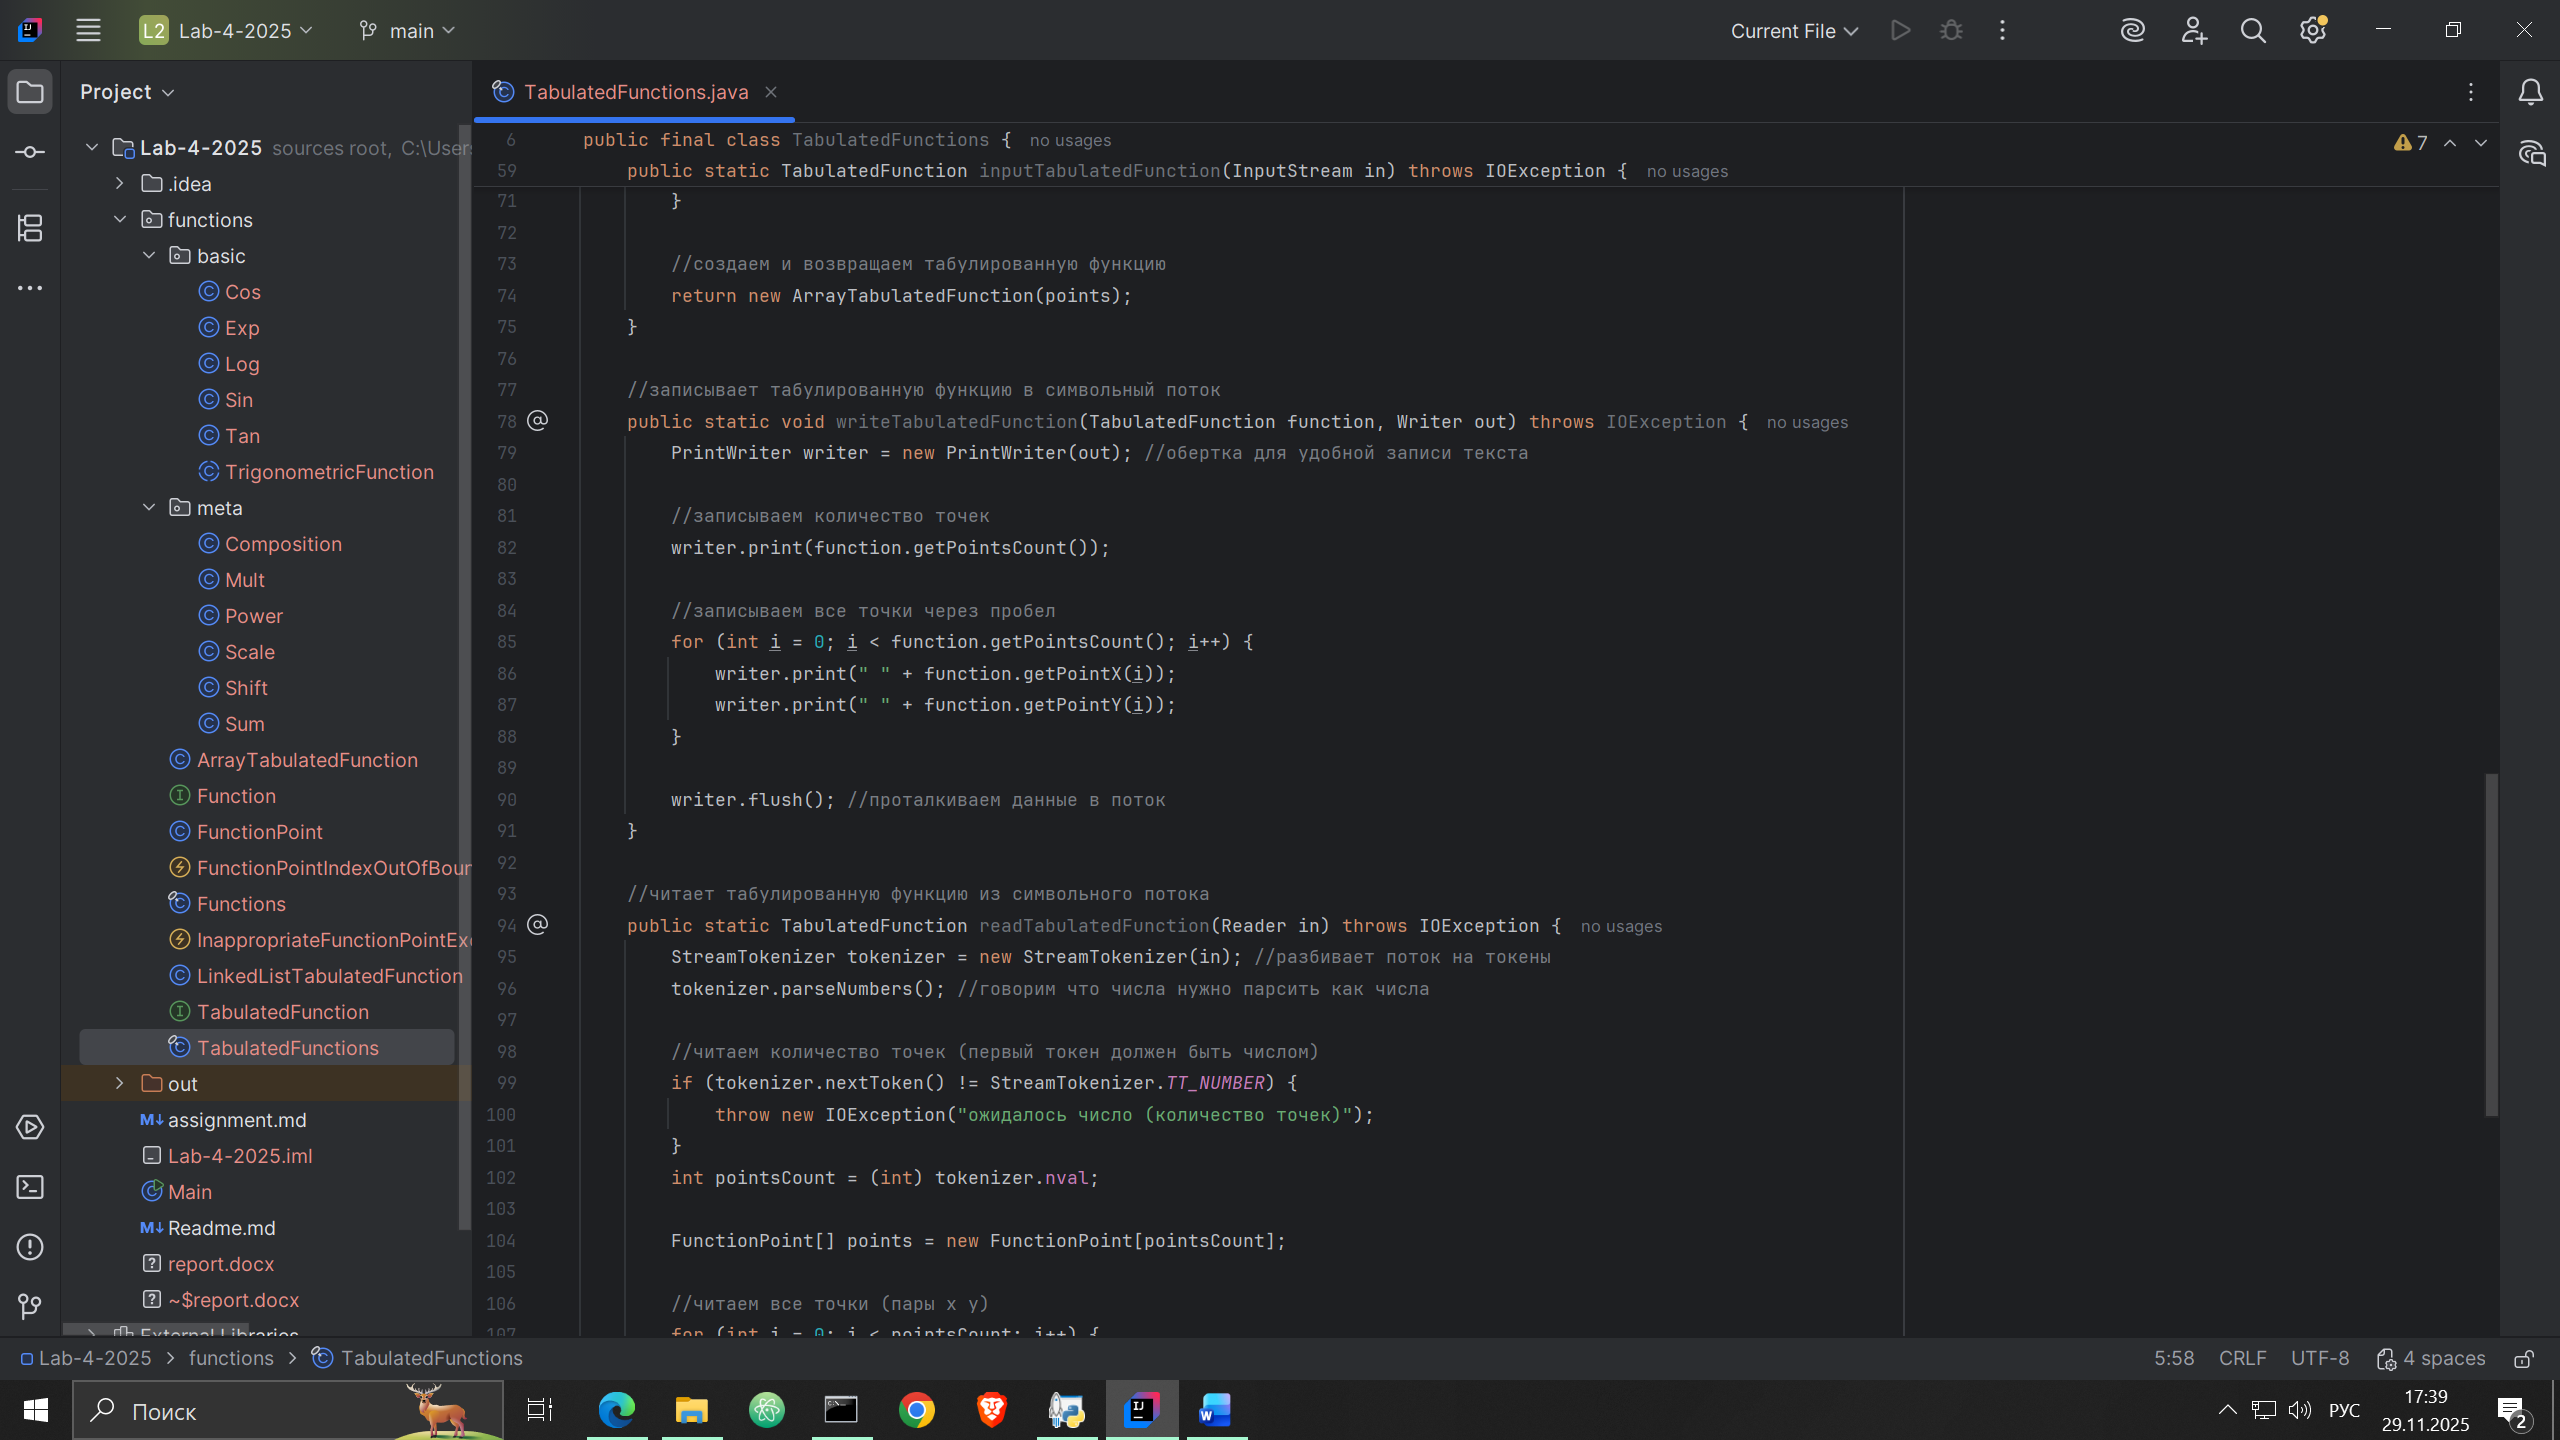 L2 Lab-4-2025
main
Current File
Project
TabulatedFunctions.java
Lab-4-2025 sources root, C:\Users
.idea
functions
basic
Cos
Exp
Log
Sin
Tan
TrigonometricFunction
meta
Composition
Mult
Power
Scale
Shift
Sum
ArrayTabulatedFunction
Function
FunctionPoint
FunctionPointIndexOutOfBoun
Functions
InappropriateFunctionPointExc
LinkedListTabulatedFunction
TabulatedFunction
TabulatedFunctions
out
assignment.md
Lab-4-2025.iml
Main
Readme.md
report.docx
~$report.docx
External Libraries
7
6 public final class TabulatedFunctions { no usages
59 public static TabulatedFunction inputTabulatedFunction(InputStream in) throws IOException { no usages
71 }
72
73 //создаем и возвращаем табулированную функцию
74 return new ArrayTabulatedFunction(points);
75 }
76
77 //записывает табулированную функцию в символьный поток
78 public static void writeTabulatedFunction(TabulatedFunction function, Writer out) throws IOException { no usages
79 PrintWriter writer = new PrintWriter(out); //обертка для удобной записи текста
80
81 //записываем количество точек
82 writer.print(function.getPointsCount());
83
84 //записываем все точки через пробел
85 for (int i = 0; i < function.getPointsCount(); i++) {
86 writer.print(" " + function.getPointX(i));
87 writer.print(" " + function.getPointY(i));
88 }
89
90 writer.flush(); //проталкиваем данные в поток
91 }
92
93 //читает табулированную функцию из символьного потока
94 public static TabulatedFunction readTabulatedFunction(Reader in) throws IOException { no usages
95 StreamTokenizer tokenizer = new StreamTokenizer(in); //разбивает поток на токены
96 tokenizer.parseNumbers(); //говорим что числа нужно парсить как числа
97
98 //читаем количество точек (первый токен должен быть числом)
99 if (tokenizer.nextToken() != StreamTokenizer.TT_NUMBER) {
100 throw new IOException("ожидалось число (количество точек)");
101 }
102 int pointsCount = (int) tokenizer.nval;
103
104 FunctionPoint[] points = new FunctionPoint[pointsCount];
105
106 //читаем все точки (пары x y)
107 for (int i = 0; i < pointsCount; i++) {
Lab-4-2025 > functions > TabulatedFunctions
5:58 CRLF UTF-8 4 spaces
Поиск
РУС
17:39
29.11.2025
2